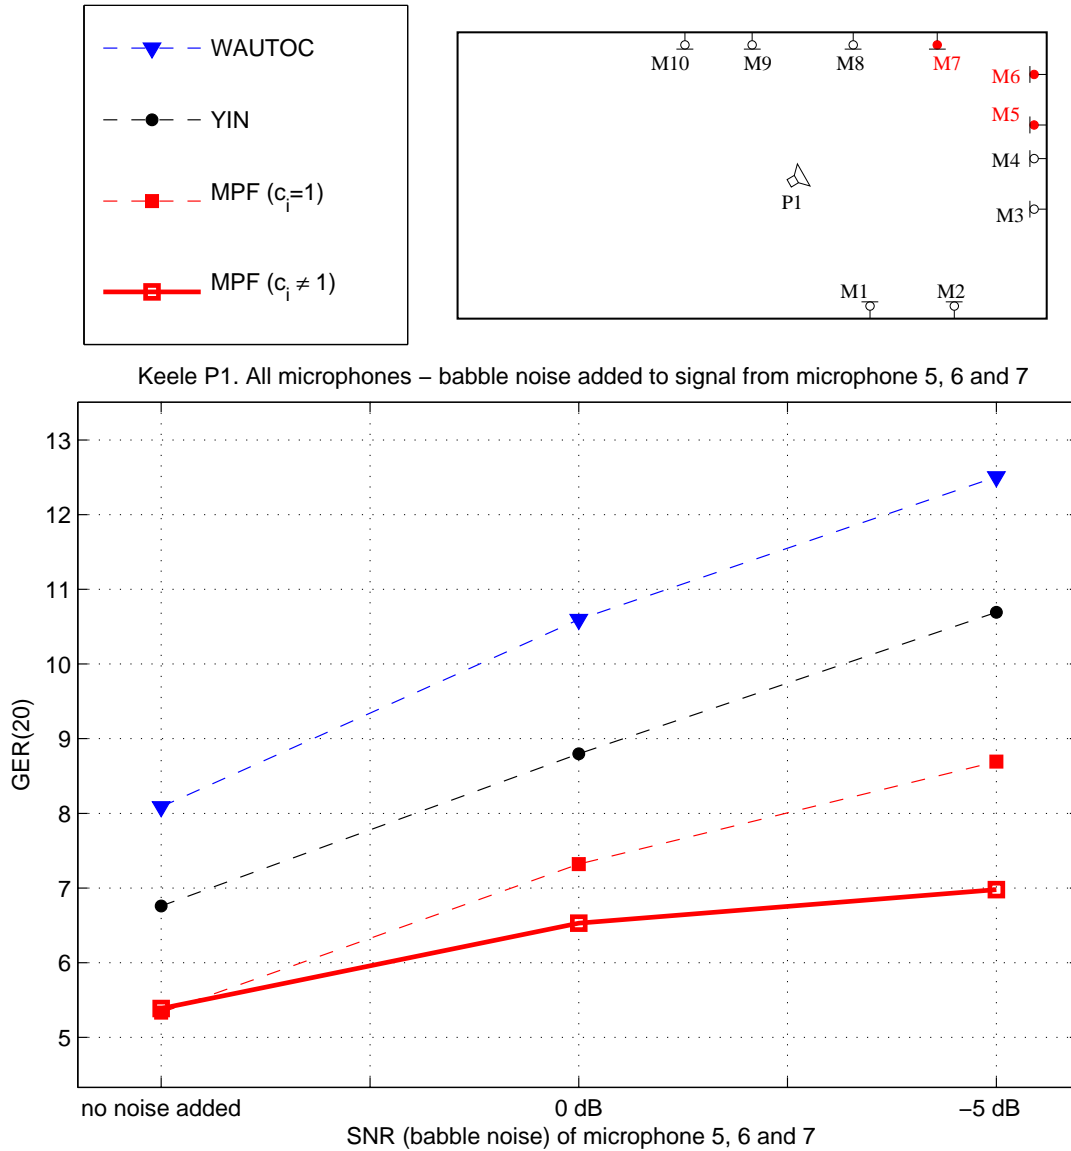 WAUTOC
YIN
MPF (c_i=1)
MPF (c_i ≠ 1)
M10 M9 M8 M7
M6
M5
M4
M3
P1
M1 M2
Keele P1. All microphones − babble noise added to signal from microphone 5, 6 and 7
13
12
11
10
9
8
7
6
5
GER(20)
no noise added 0 dB −5 dB
SNR (babble noise) of microphone 5, 6 and 7